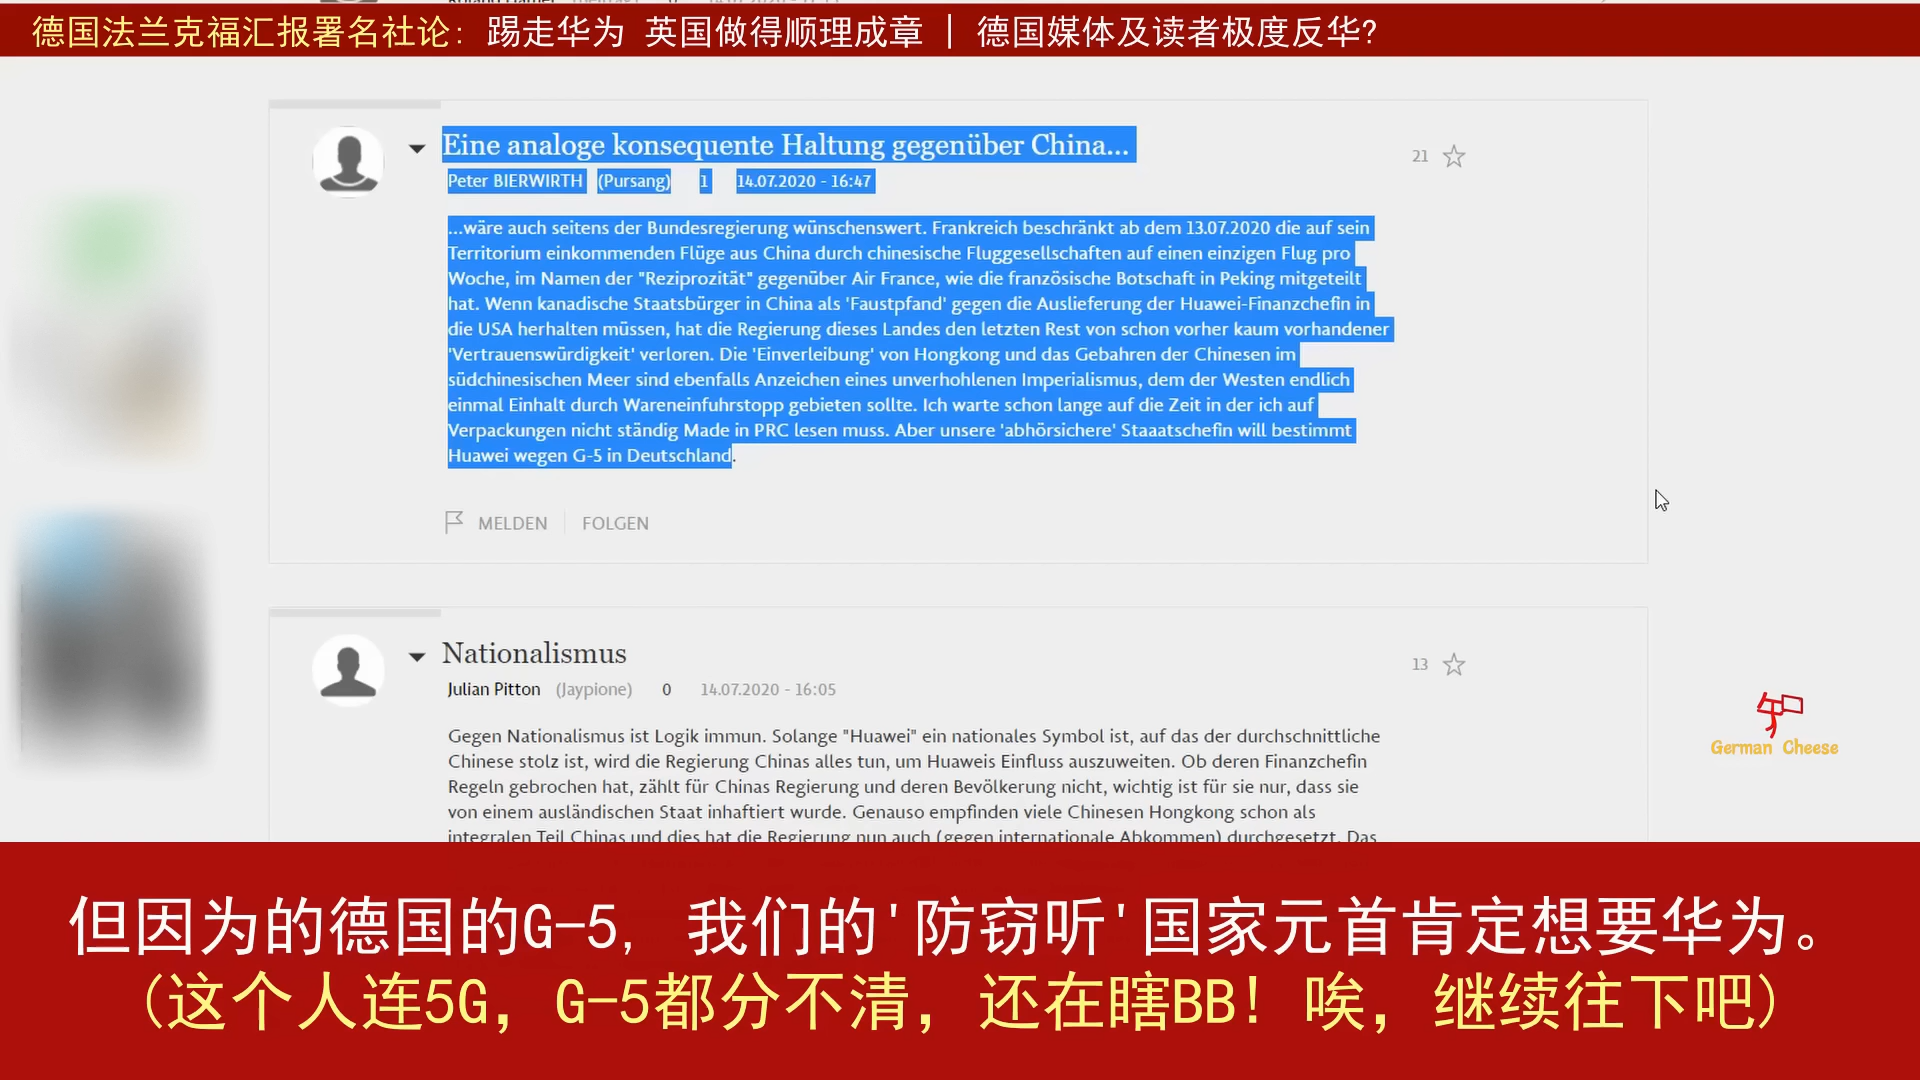 德国法兰克福汇报署名社论: 踢走华为 英国做得顺理成章 | 德国媒体及读者极度反华?
Eine analoge konsequente Haltung gegenüber China...
21
Peter BIERWIRTH (Pursang) 1 14.07.2020 - 16:47
...wäre auch seitens der Bundesregierung wünschenswert. Frankreich beschränkt ab dem 13.07.2020 die auf sein
Territorium einkommenden Flüge aus China durch chinesische Fluggesellschaften auf einen einzigen Flug pro
Woche, im Namen der "Reziprozität" gegenüber Air France, wie die französische Botschaft in Peking mitgeteilt
hat. Wenn kanadische Staatsbürger in China als 'Faustpfand' gegen die Auslieferung der Huawei-Finanzchefin in
die USA herhalten müssen, hat die Regierung dieses Landes den letzten Rest von schon vorher kaum vorhandener
'Vertrauenswürdigkeit' verloren. Die 'Einverleibung' von Hongkong und das Gebahren der Chinesen im
südchinesischen Meer sind ebenfalls Anzeichen eines unverhohlenen Imperialismus, dem der Westen endlich
einmal Einhalt durch Wareneinfuhrstopp gebieten sollte. Ich warte schon lange auf die Zeit in der ich auf
Verpackungen nicht ständig Made in PRC lesen muss. Aber unsere 'abhörsichere' Staaatschefin will bestimmt
Huawei wegen G-5 in Deutschland.
MELDEN FOLGEN
Nationalismus
13
Julian Pitton (Jaypione) 0 14.07.2020 - 16:05
Gegen Nationalismus ist Logik immun. Solange "Huawei" ein nationales Symbol ist, auf das der durchschnittliche
Chinese stolz ist, wird die Regierung Chinas alles tun, um Huaweis Einfluss auszuweiten. Ob deren Finanzchefin
Regeln gebrochen hat, zählt für Chinas Regierung und deren Bevölkerung nicht, wichtig ist für sie nur, dass sie
von einem ausländischen Staat inhaftiert wurde. Genauso empfinden viele Chinesen Hongkong schon als
integralen Teil Chinas und dies hat die Regierung nun auch (gegen internationale Abkommen) durchgesetzt. Das
German Cheese
但因为的德国的G-5, 我们的'防窃听'国家元首肯定想要华为。
(这个人连5G, G-5都分不清, 还在瞎BB! 唉, 继续往下吧)